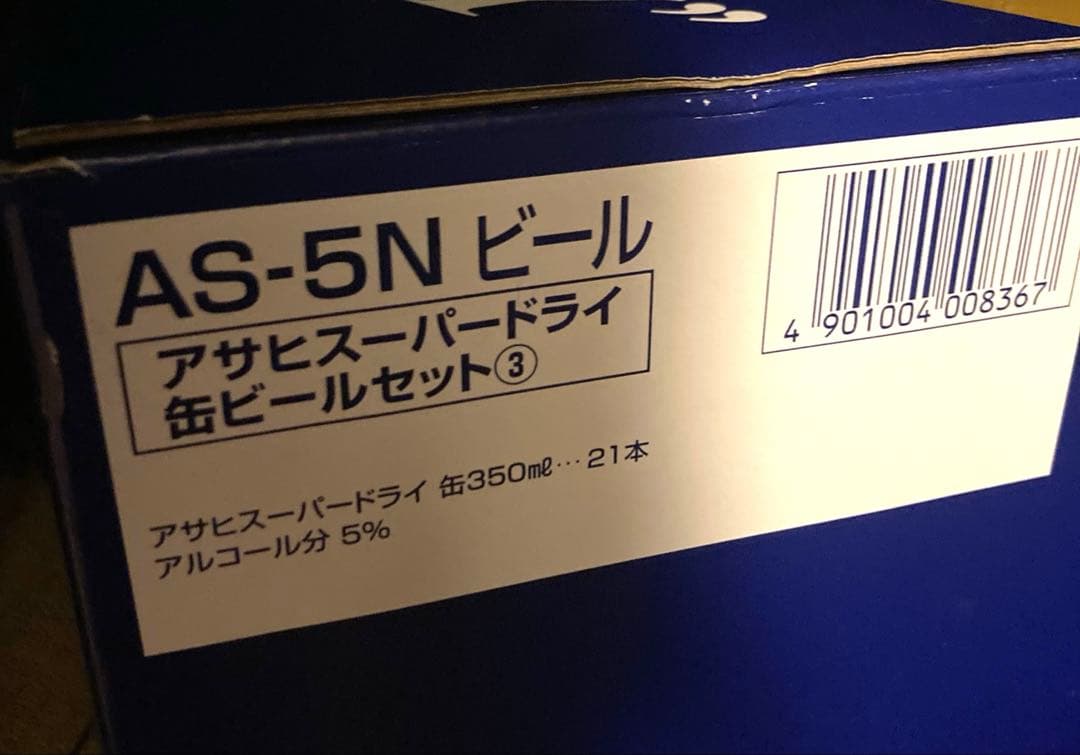 AS-5N ビール
アサヒスーパードライ
缶ビールセット③
アサヒスーパードライ 缶350㎖…21本
アルコール分 5%
4 901004 008367